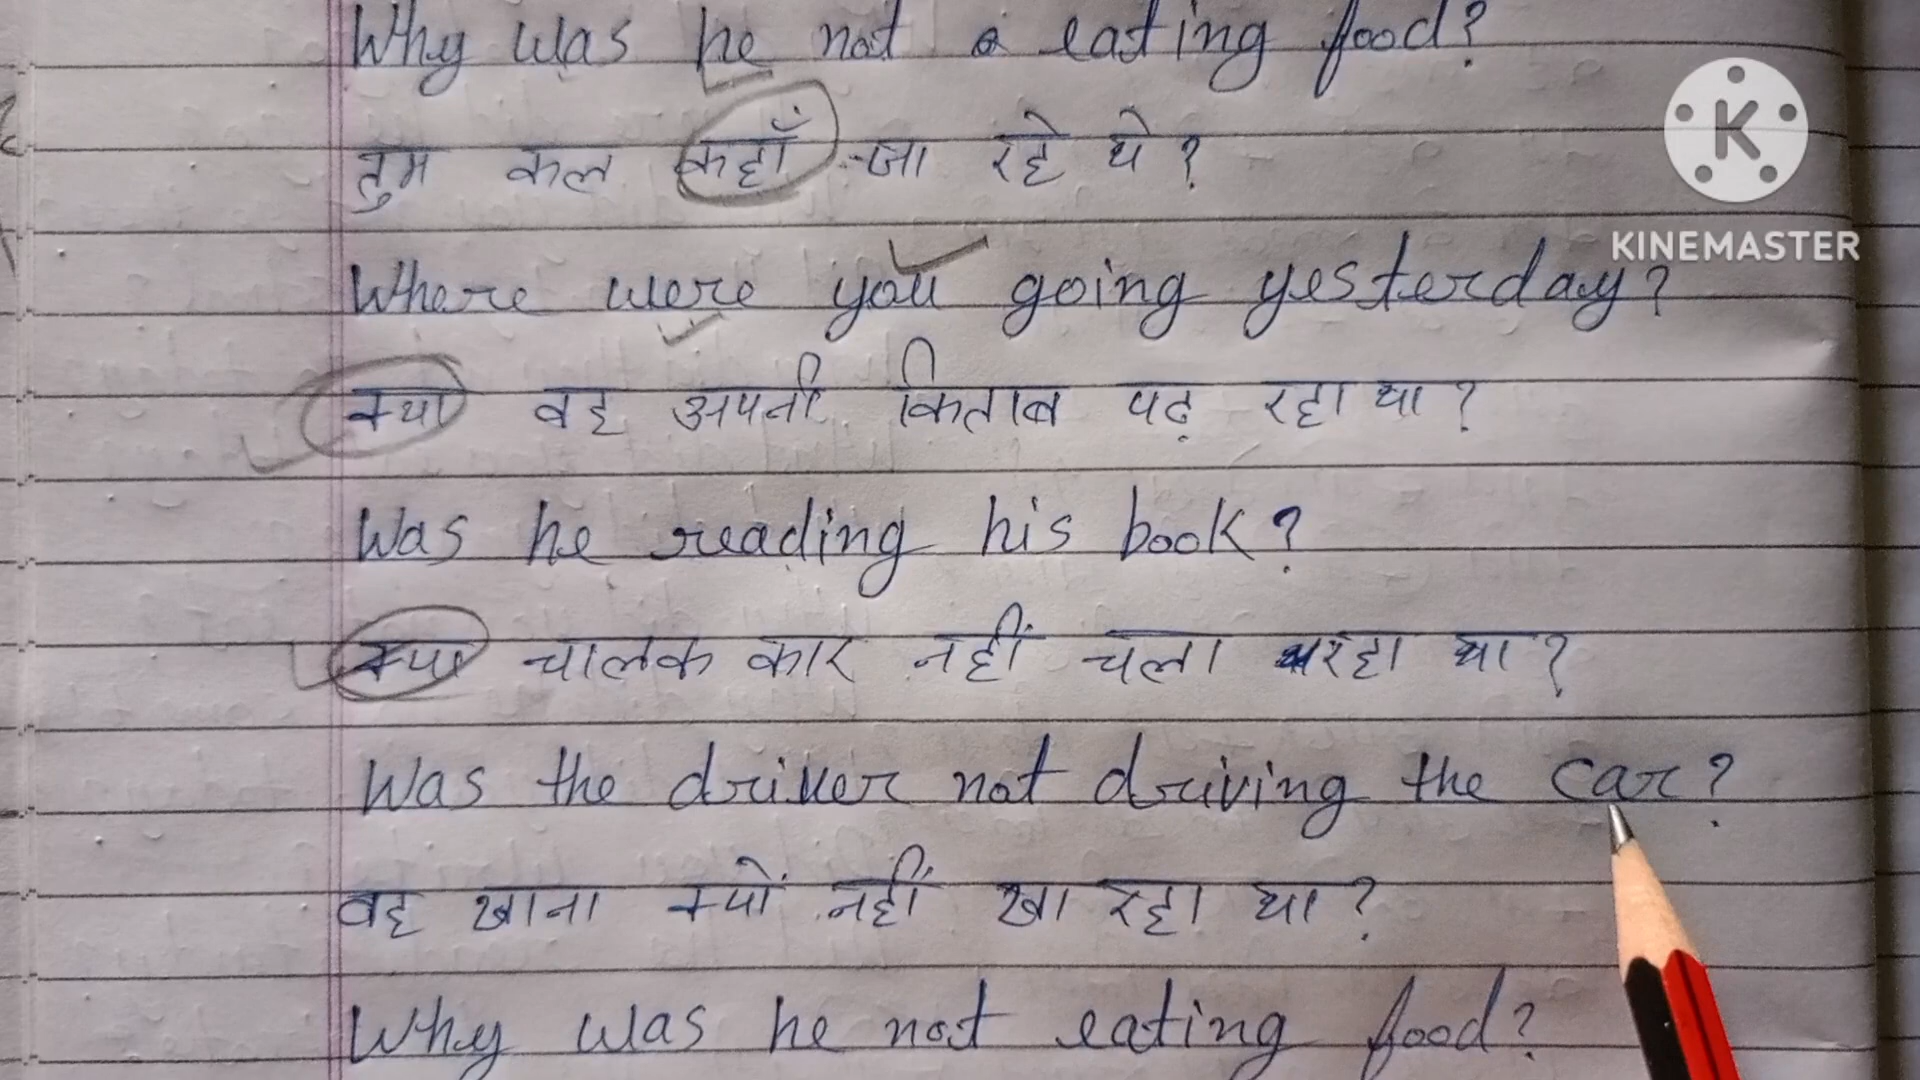 Why was he not eating food?
तुम कल कहाँ जा रहे थे?
Where were you going yesterday?
क्या वह अपनी किताब पढ़ रहा था?
Was he reading his book?
क्या चालक कार नहीं चला रहा था?
Was the driver not driving the car?
वह खाना क्यों नहीं खा रहा था?
Why was he not eating food?
K
KINEMASTER